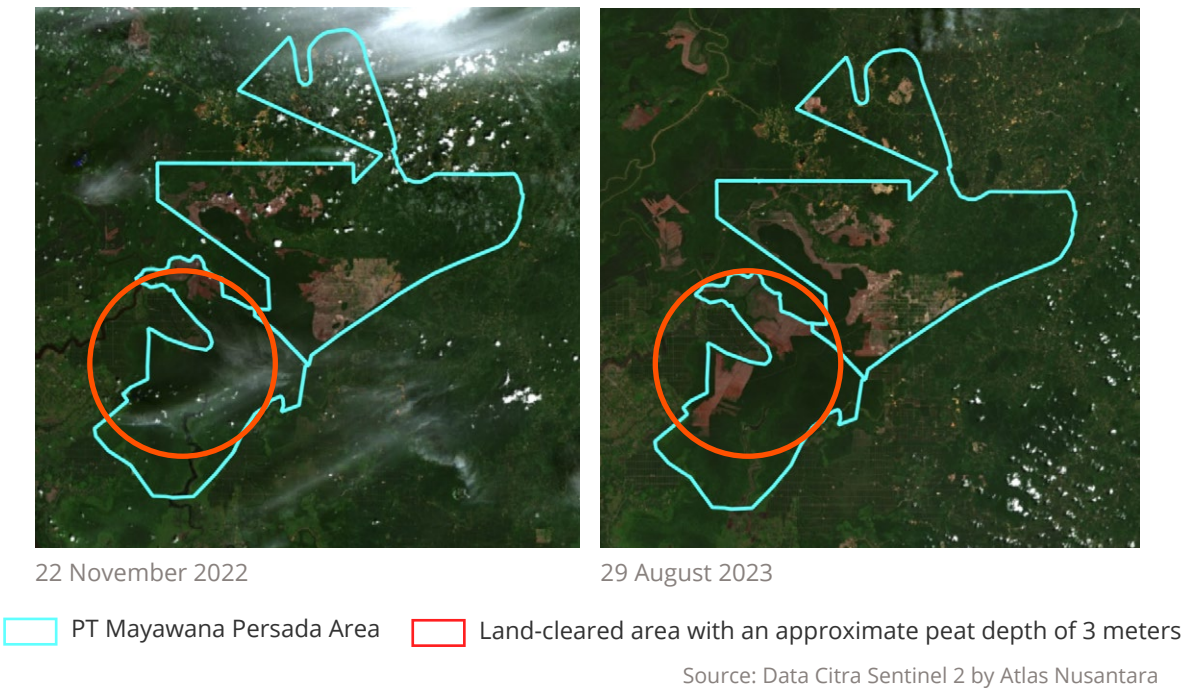 22 November 2022
29 August 2023
PT Mayawana Persada Area
Land-cleared area with an approximate peat depth of 3 meters
Source: Data Citra Sentinel 2 by Atlas Nusantara